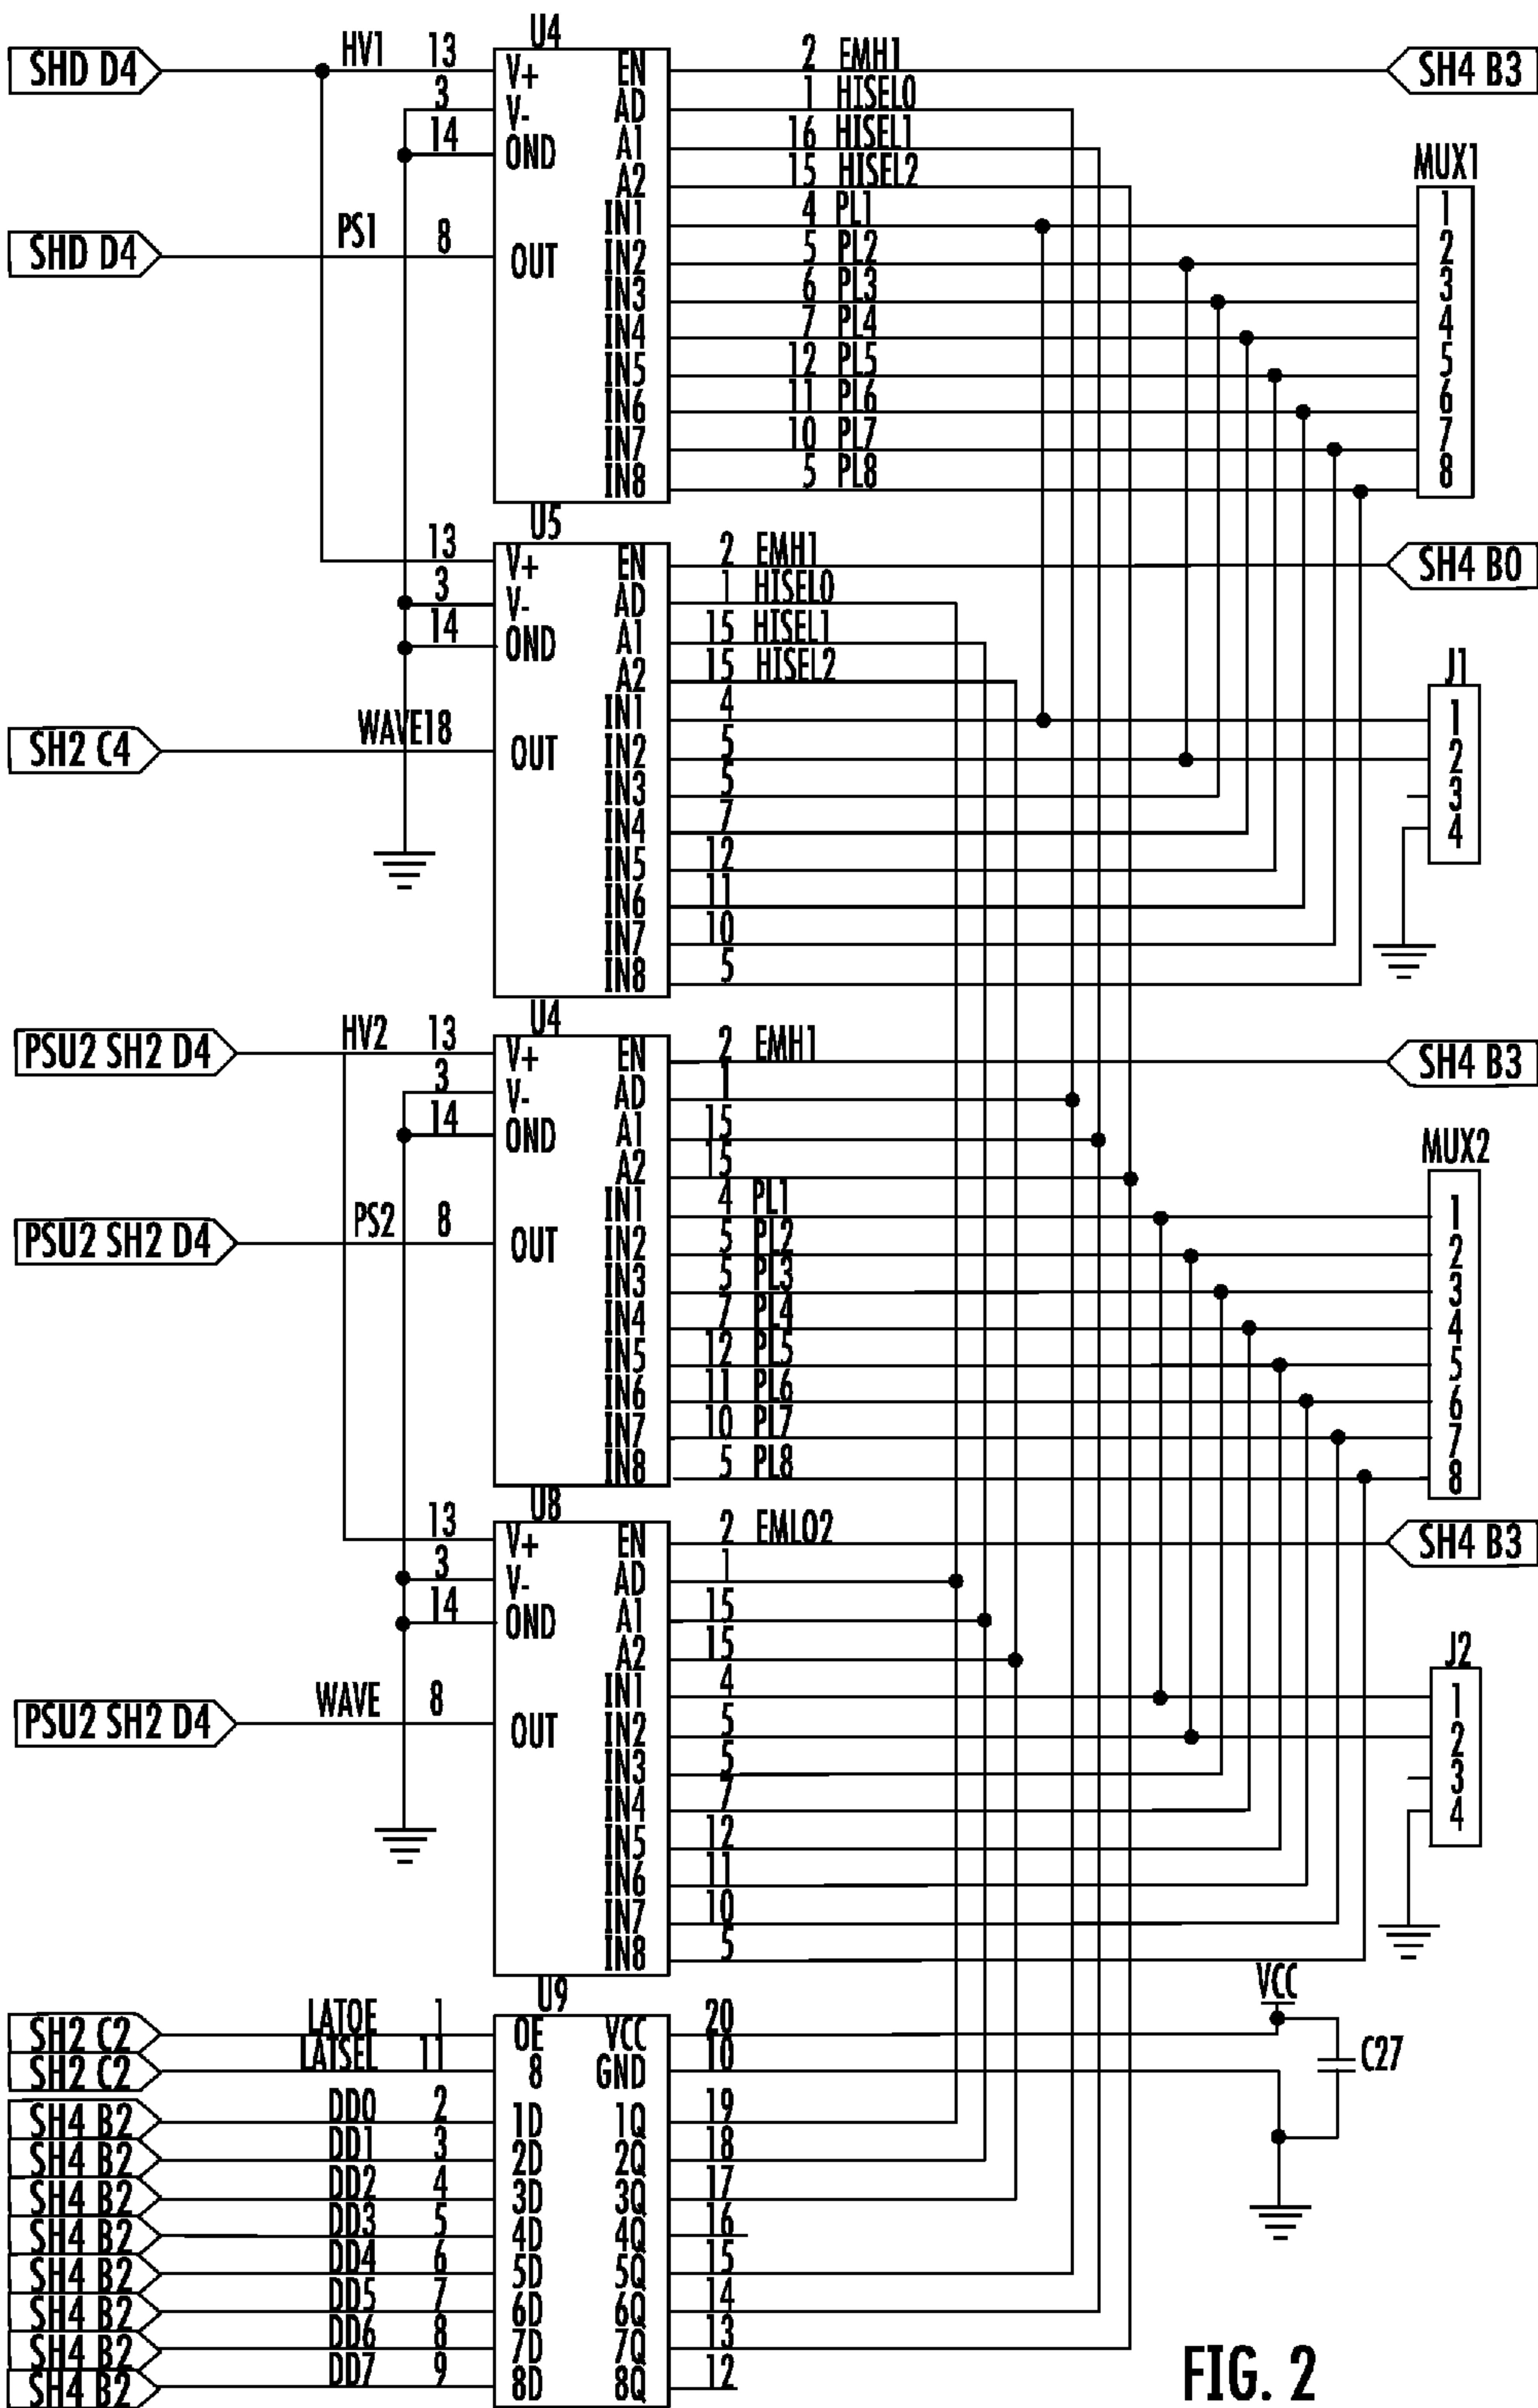 U4
SHD D4 HV1 13 V+ EN 2 EMH1 SH4 B3
3 V- AD 1 HISEL0
14 OND A1 16 HISEL1
A2 15 HISEL2 MUX1
IN1 4 PL1 1
SHD D4 PS1 8 OUT IN2 5 PL2 2
IN3 6 PL3 3
IN4 7 PL4 4
IN5 12 PL5 5
IN6 11 PL6 6
IN7 10 PL7 7
IN8 5 PL8 8
U5
13 V+ EN 2 EMH1 SH4 B0
3 V- AD 1 HISEL0
14 OND A1 15 HISEL1
A2 15 HISEL2 J1
IN1 4 1
SH2 C4 WAVE18 OUT IN2 5 2
IN3 5 3
IN4 7 4
IN5 12
IN6 11
IN7 10
IN8 5
U4
PSU2 SH2 D4 HV2 13 V+ EN 2 EMH1 SH4 B3
3 V- AD 1
14 OND A1 15
A2 15 MUX2
IN1 4 PL1 1
PSU2 SH2 D4 PS2 8 OUT IN2 5 PL2 2
IN3 5 PL3 3
IN4 7 PL4 4
IN5 12 PL5 5
IN6 11 PL6 6
IN7 10 PL7 7
IN8 5 PL8 8
U8
13 V+ EN 2 EMLO2 SH4 B3
3 V- AD 1
14 OND A1 15
A2 15 J2
IN1 4 1
PSU2 SH2 D4 WAVE 8 OUT IN2 5 2
IN3 5 3
IN4 7 4
IN5 12
IN6 11
IN7 10
IN8 5
U9 VCC
SH2 C2 LATOE 1 OE VCC 20
SH2 C2 LATSEL 11 8 GND 10 C27
SH4 B2 DD0 2 1D 1Q 19
SH4 B2 DD1 3 2D 2Q 18
SH4 B2 DD2 4 3D 3Q 17
SH4 B2 DD3 5 4D 4Q 16
SH4 B2 DD4 6 5D 5Q 15
SH4 B2 DD5 7 6D 6Q 14
SH4 B2 DD6 8 7D 7Q 13
SH4 B2 DD7 9 8D 8Q 12
FIG. 2